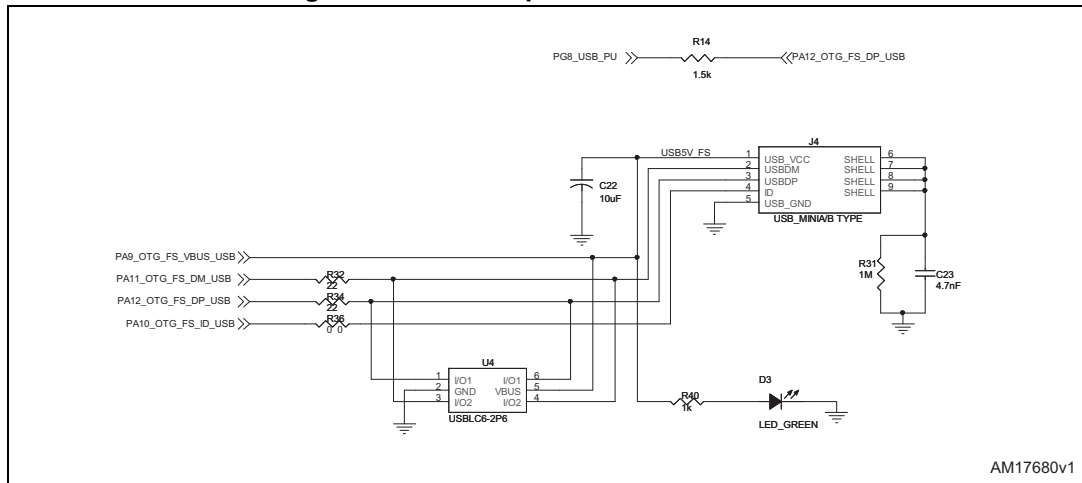 R14
PG8_USB_PU
PA12_OTG_FS_DP_USB
1.5k
J4
USB5V_FS
1 USB_VCC SHELL 6
2 USBDM SHELL 7
3 USBDP SHELL 8
4 ID SHELL 9
5 USB_GND
USB_MINIA/B TYPE
C22
10uF
PA9_OTG_FS_VBUS_USB
PA11_OTG_FS_DM_USB
R32
22
PA12_OTG_FS_DP_USB
R34
22
PA10_OTG_FS_ID_USB
R36
0 0
R31
1M
C23
4.7nF
U4
1 I/O1 I/O1 6
2 GND VBUS 5
3 I/O2 I/O2 4
USBLC6-2P6
R40
1k
D3
LED_GREEN
AM17680v1